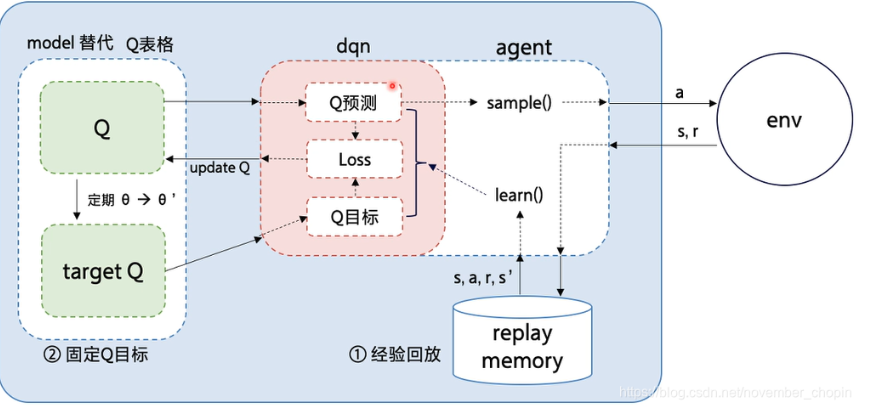 model 替代 Q表格
dqn
agent
Q
Q预测
sample()
a
env
s, r
Loss
update Q
定期 θ → θ '
learn()
Q目标
target Q
s, a, r, s'
replay
memory
② 固定Q目标
① 经验回放
https://blog.csdn.net/november_chopin